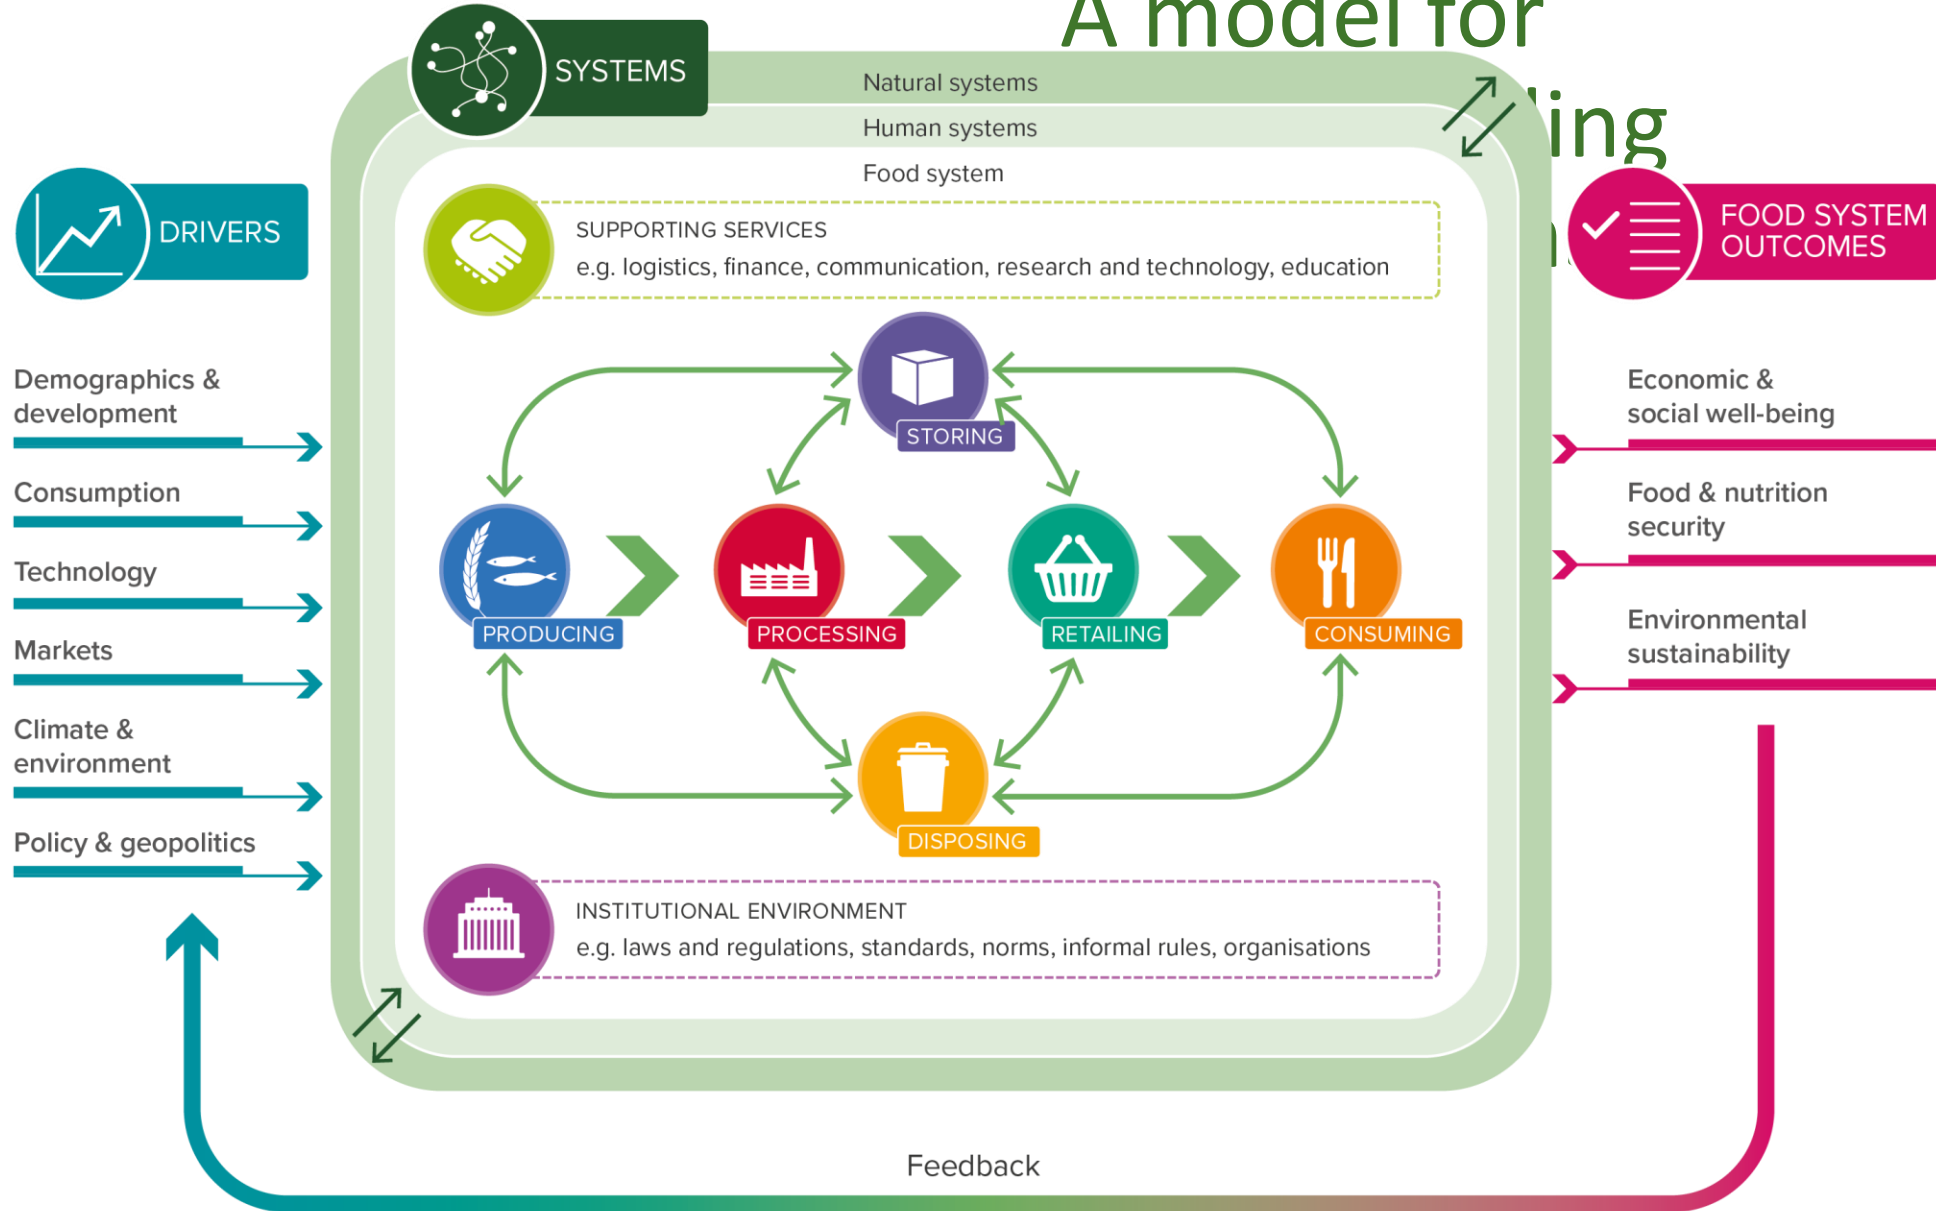 A model for
SYSTEMS
Natural systems
Human systems
Food system
DRIVERS
Demographics &
development
Consumption
Technology
Markets
Climate &
environment
Policy & geopolitics
SUPPORTING SERVICES
e.g. logistics, finance, communication, research and technology, education
STORING
PRODUCING
PROCESSING
RETAILING
CONSUMING
DISPOSING
INSTITUTIONAL ENVIRONMENT
e.g. laws and regulations, standards, norms, informal rules, organisations
FOOD SYSTEM
OUTCOMES
Economic &
social well-being
Food & nutrition
security
Environmental
sustainability
Feedback